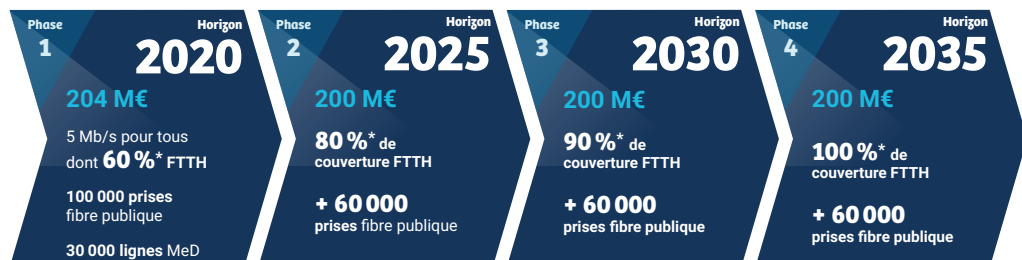 Phase
1
Horizon
2020
204 M€
5 Mb/s pour tous
dont 60 %* FTTH
100 000 prises
fibre publique
30 000 lignes MeD
Phase
2
Horizon
2025
200 M€
80 %* de
couverture FTTH
+ 60 000
prises fibre publique
Phase
3
Horizon
2030
200 M€
90 %* de
couverture FTTH
+ 60 000
prises fibre publique
Phase
4
Horizon
2035
200 M€
100 %* de
couverture FTTH
+ 60 000
prises fibre publique